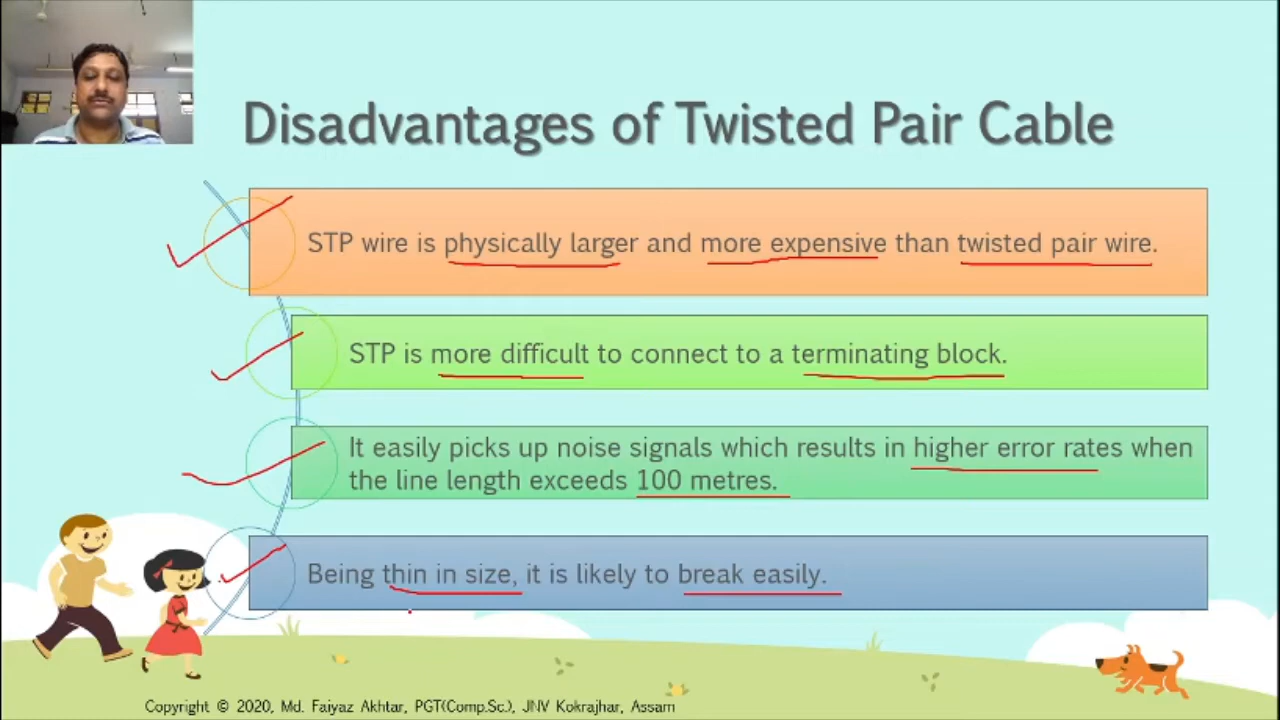 Disadvantages of Twisted Pair Cable
STP wire is physically larger and more expensive than twisted pair wire.
STP is more difficult to connect to a terminating block.
It easily picks up noise signals which results in higher error rates when
the line length exceeds 100 metres.
Being thin in size, it is likely to break easily.
Copyright © 2020, Md. Faiyaz Akhtar, PGT(Comp.Sc.), JNV Kokrajhar, Assam